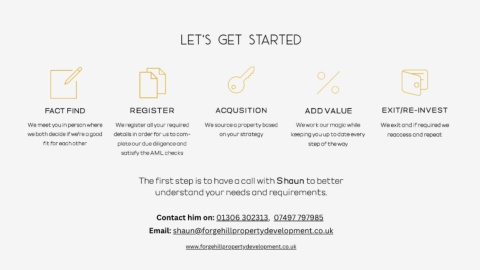 LET'S GET STARTED
FACT FIND
We meet you in person where
we both decide if we're a good
fit for each other
REGISTER
We register all your required
details in order for us to com-
plete our due diligence and
satisfy the AML checks
ACQUSITION
We source a property based
on your strategy
ADD VALUE
We work our magic while
keeping you up to date every
step of the way
EXIT/RE-INVEST
We exit and if required we
reaccess and repeat
The first step is to have a call with Shaun to better
understand your needs and requirements.
Contact him on: 01306 302313, 07497 797985
Email: shaun@forgehillpropertydevelopment.co.uk
www.forgehillpropertydevelopment.co.uk